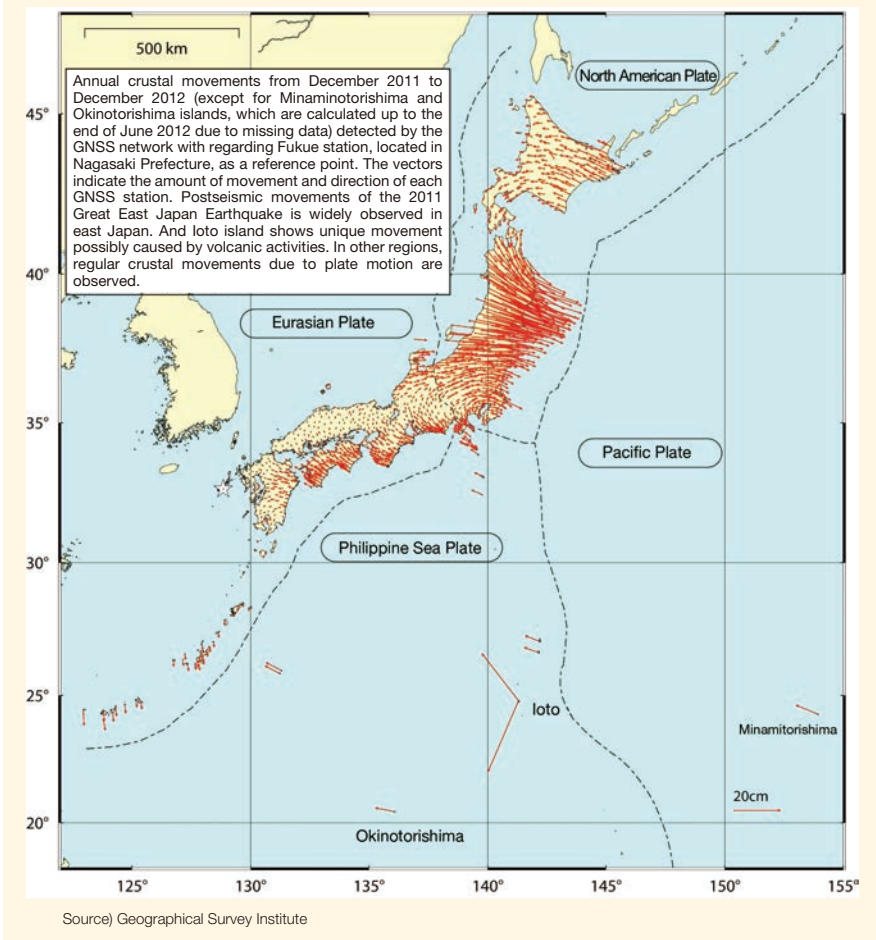 500 km
North American Plate
Annual crustal movements from December 2011 to
December 2012 (except for Minaminotorishima and
Okinotorishima islands, which are calculated up to the
end of June 2012 due to missing data) detected by the
GNSS network with regarding Fukue station, located in
Nagasaki Prefecture, as a reference point. The vectors
indicate the amount of movement and direction of each
GNSS station. Postseismic movements of the 2011
Great East Japan Earthquake is widely observed in
east Japan. And Ioto island shows unique movement
possibly caused by volcanic activities. In other regions,
regular crustal movements due to plate motion are
observed.
45°
40°
Eurasian Plate
35°
Pacific Plate
Philippine Sea Plate
30°
25°
Ioto
Minamitorishima
20cm
20°
Okinotorishima
125°
130°
135°
140°
145°
150°
155°
Source) Geographical Survey Institute